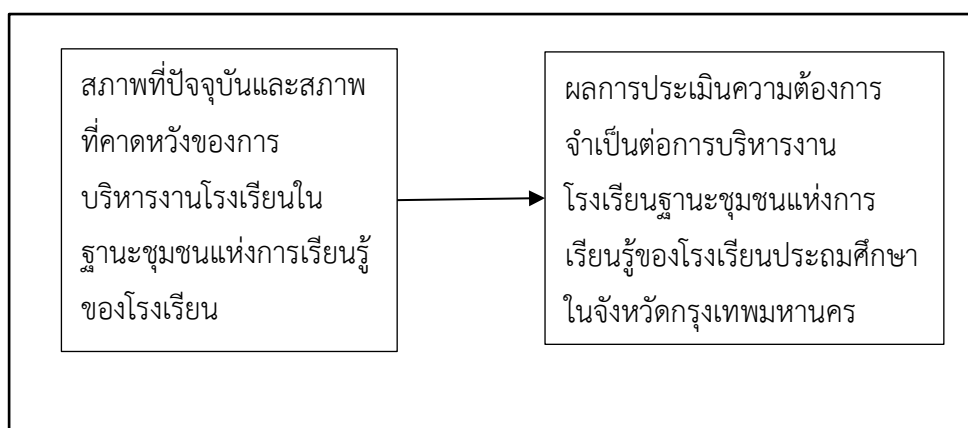 สภาพที่ปัจจุบันและสภาพ
ที่คาดหวังของการ
บริหารงานโรงเรียนใน
ฐานะชุมชนแห่งการเรียนรู้
ของโรงเรียน
ผลการประเมินความต้องการ
จำเป็นต่อการบริหารงาน
โรงเรียนฐานะชุมชนแห่งการ
เรียนรู้ของโรงเรียนประถมศึกษา
ในจังหวัดกรุงเทพมหานคร